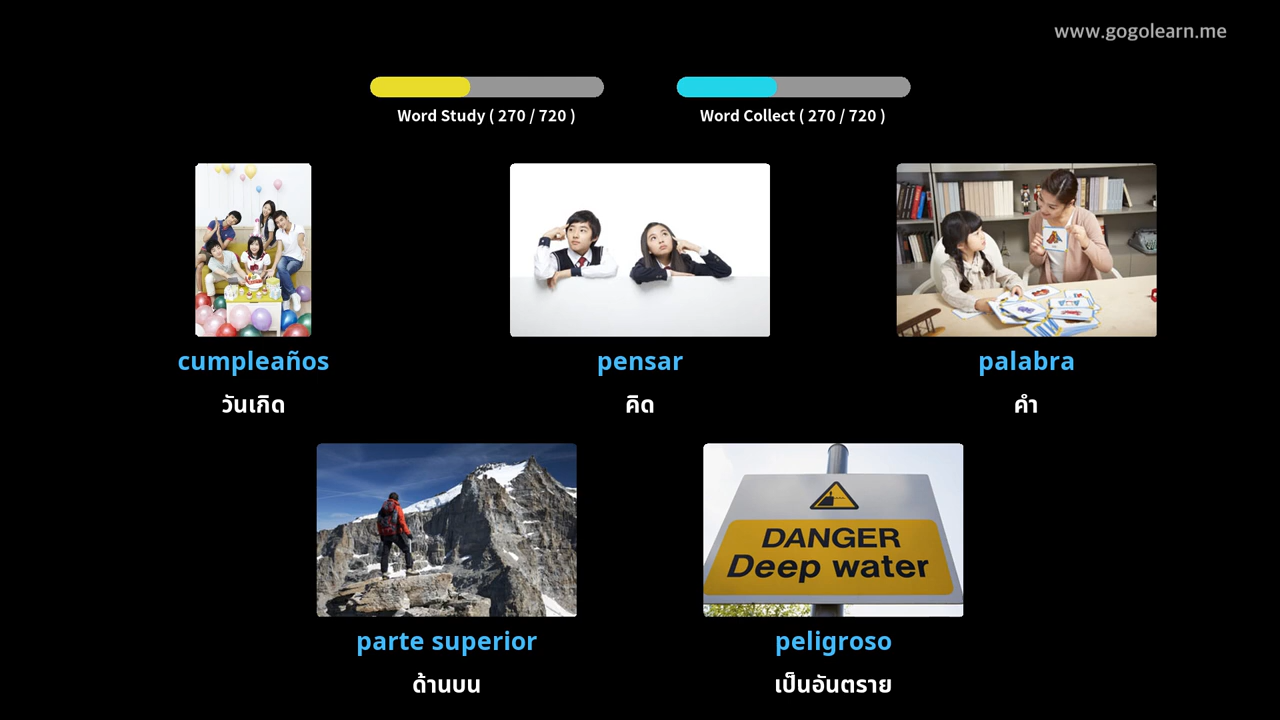 www.gogolearn.me
Word Study ( 270 / 720 )
Word Collect ( 270 / 720 )
cumpleaños
pensar
palabra
วันเกิด
คิด
คำ
DANGER
Deep water
parte superior
peligroso
ด้านบน
เป็นอันตราย